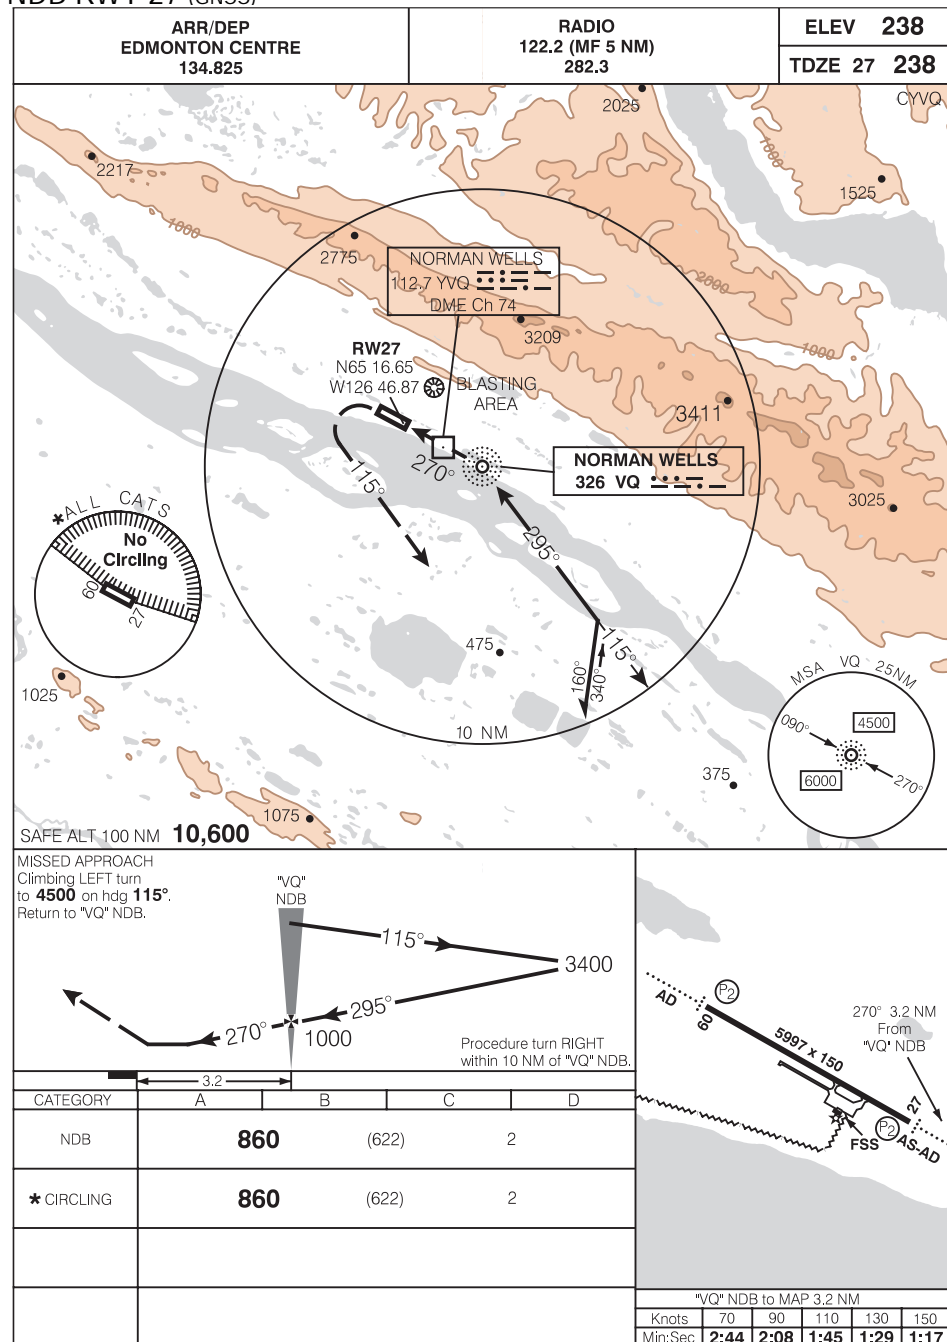 NDB RWY 27 (GNSS)
ARR/DEP
EDMONTON CENTRE
134.825
RADIO
122.2 (MF 5 NM)
282.3
ELEV 238
TDZE 27 238
CYVQ
2025
1000
1525
2217
1000
2775
2000
NORMAN WELLS
112.7 YVQ
DME Ch 74
3209
1000
RW27
N65 16.65
W126 46.87
BLASTING
AREA
3411
270°
NORMAN WELLS
326 VQ
115°
3025
*ALL CATS
No
Circling
60
27
295°
475
115°
160°
340°
1025
MSA VQ 25NM
090°
4500
6000
270°
10 NM
375
1075
SAFE ALT 100 NM 10,600
MISSED APPROACH
Climbing LEFT turn
to 4500 on hdg 115°.
Return to "VQ" NDB.
"VQ"
NDB
115°
3400
295°
270°
1000
Procedure turn RIGHT
within 10 NM of "VQ" NDB.
3.2
AD
P2
60
5997 x 150
270° 3.2 NM
From
"VQ" NDB
27
P2
AS-AD
FSS
CATEGORY A B C D
NDB 860 (622) 2
* CIRCLING 860 (622) 2
"VQ" NDB to MAP 3.2 NM
Knots 70 90 110 130 150
Min:Sec 2:44 2:08 1:45 1:29 1:17